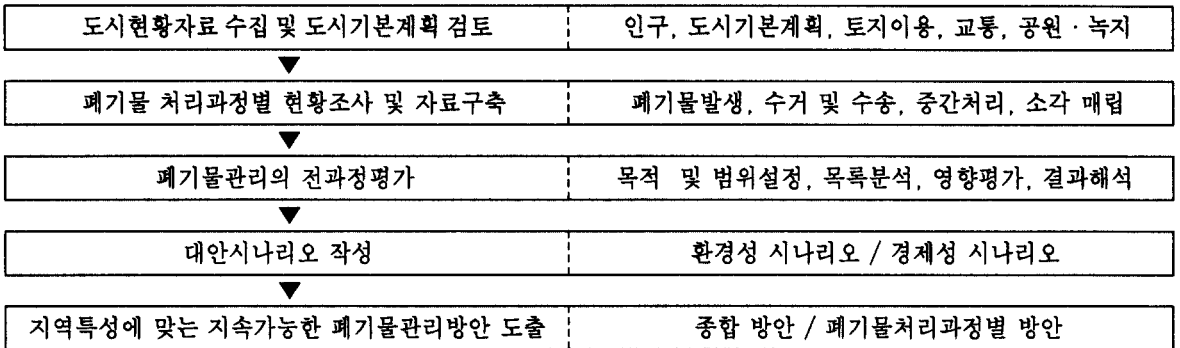 도시현황자료 수집 및 도시기본계획 검토
인구, 도시기본계획, 토지이용, 교통, 공원 · 녹지
폐기물 처리과정별 현황조사 및 자료구축
폐기물발생, 수거 및 수송, 중간처리, 소각 매립
폐기물관리의 전과정평가
목적 및 범위설정, 목록분석, 영향평가, 결과해석
대안시나리오 작성
환경성 시나리오 / 경제성 시나리오
지역특성에 맞는 지속가능한 폐기물관리방안 도출
종합 방안 / 폐기물처리과정별 방안